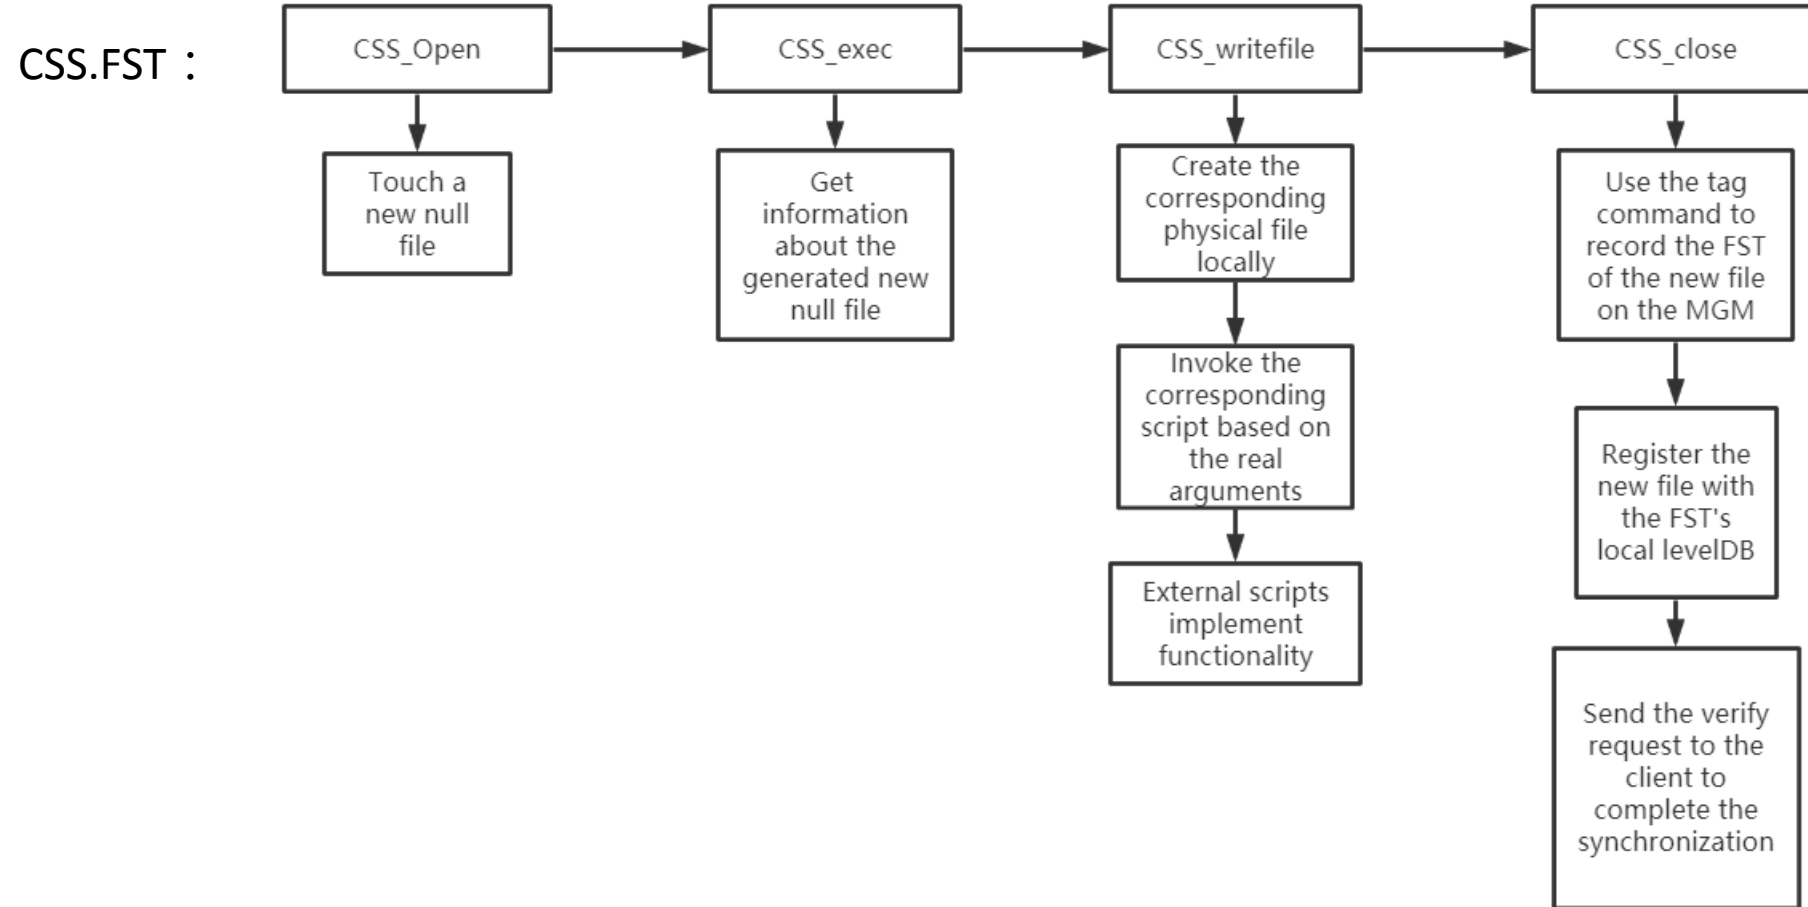 CSS.FST：
CSS_Open
CSS_exec
CSS_writefile
CSS_close
Touch a
new null
file
Get
information
about the
generated new
null file
Create the
corresponding
physical file
locally
Invoke the
corresponding
script based on
the real
arguments
External scripts
implement
functionality
Use the tag
command to
record the FST
of the new file
on the MGM
Register the
new file with
the FST's
local levelDB
Send the verify
request to the
client to
complete the
synchronization